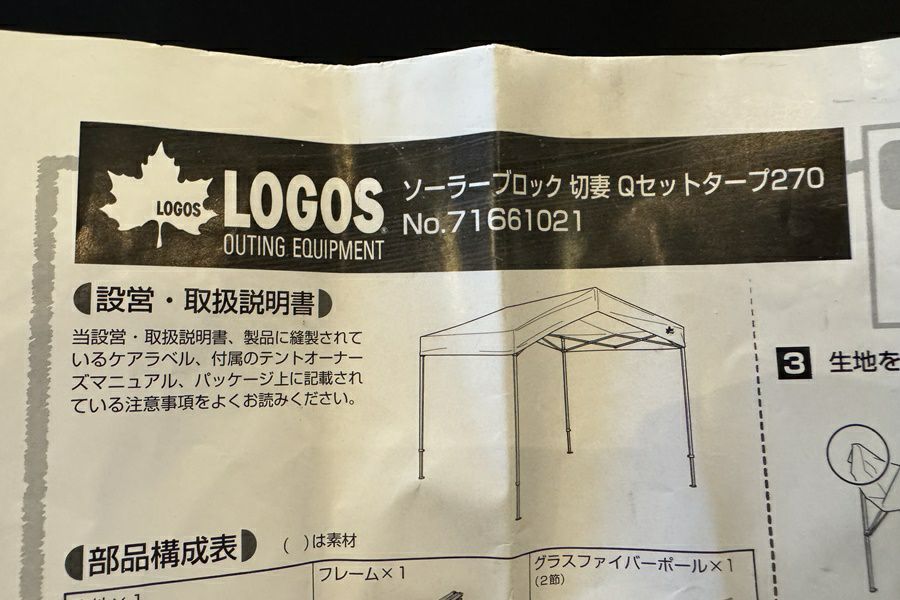 LOGOS
LOGOS
OUTING EQUIPMENT
ソーラーブロック 切妻 Qセットタープ270
No.71661021
設営・取扱説明書
当設営・取扱説明書、製品に縫製されて
いるケアラベル、付属のテントオーナー
ズマニュアル、パッケージ上に記載され
ている注意事項をよくお読みください。
部品構成表 ( )は素材
フレーム×1
グラスファイバーポール×1
(2節)
3 生地を